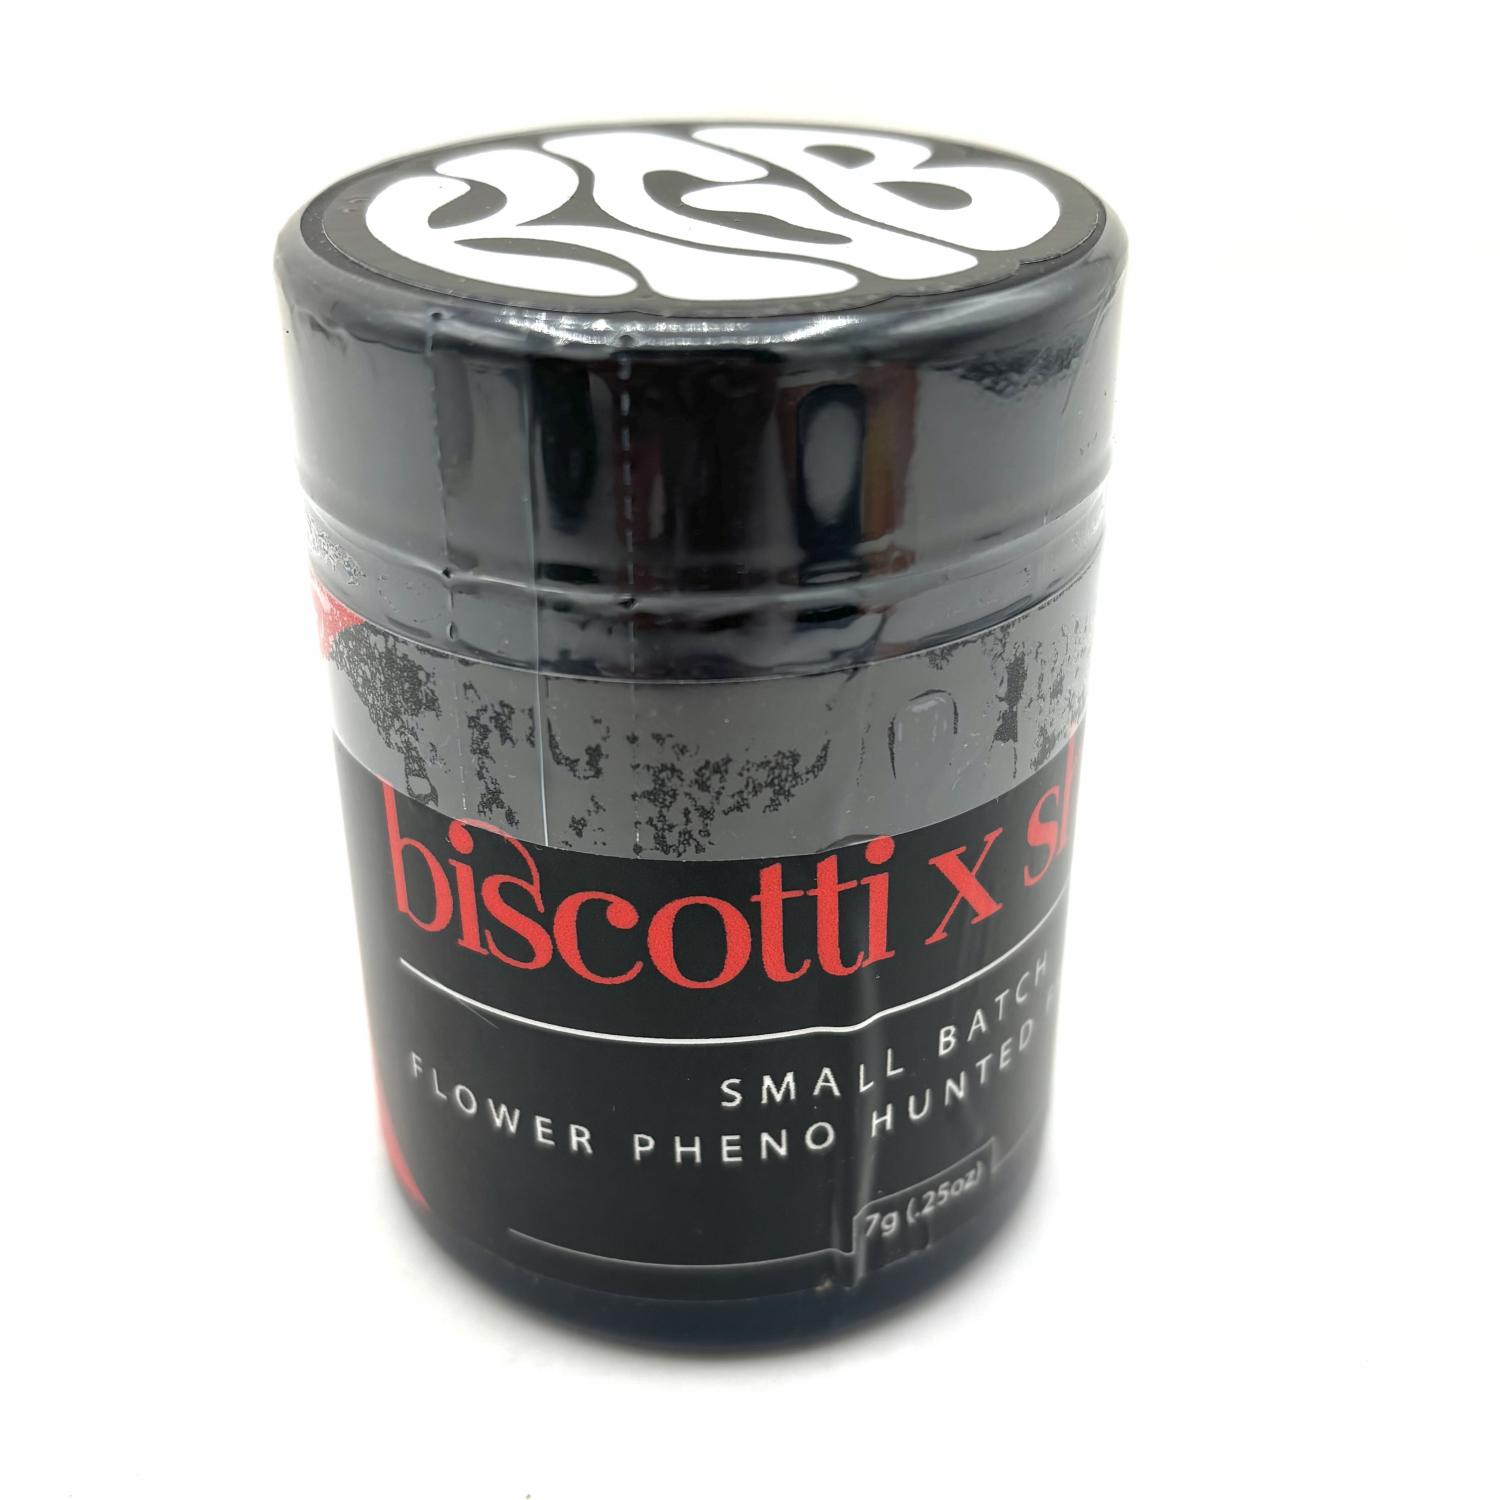 biscotti x
SMALL BATCH
FLOWER PHENO HUNTED
7g (.25oz)